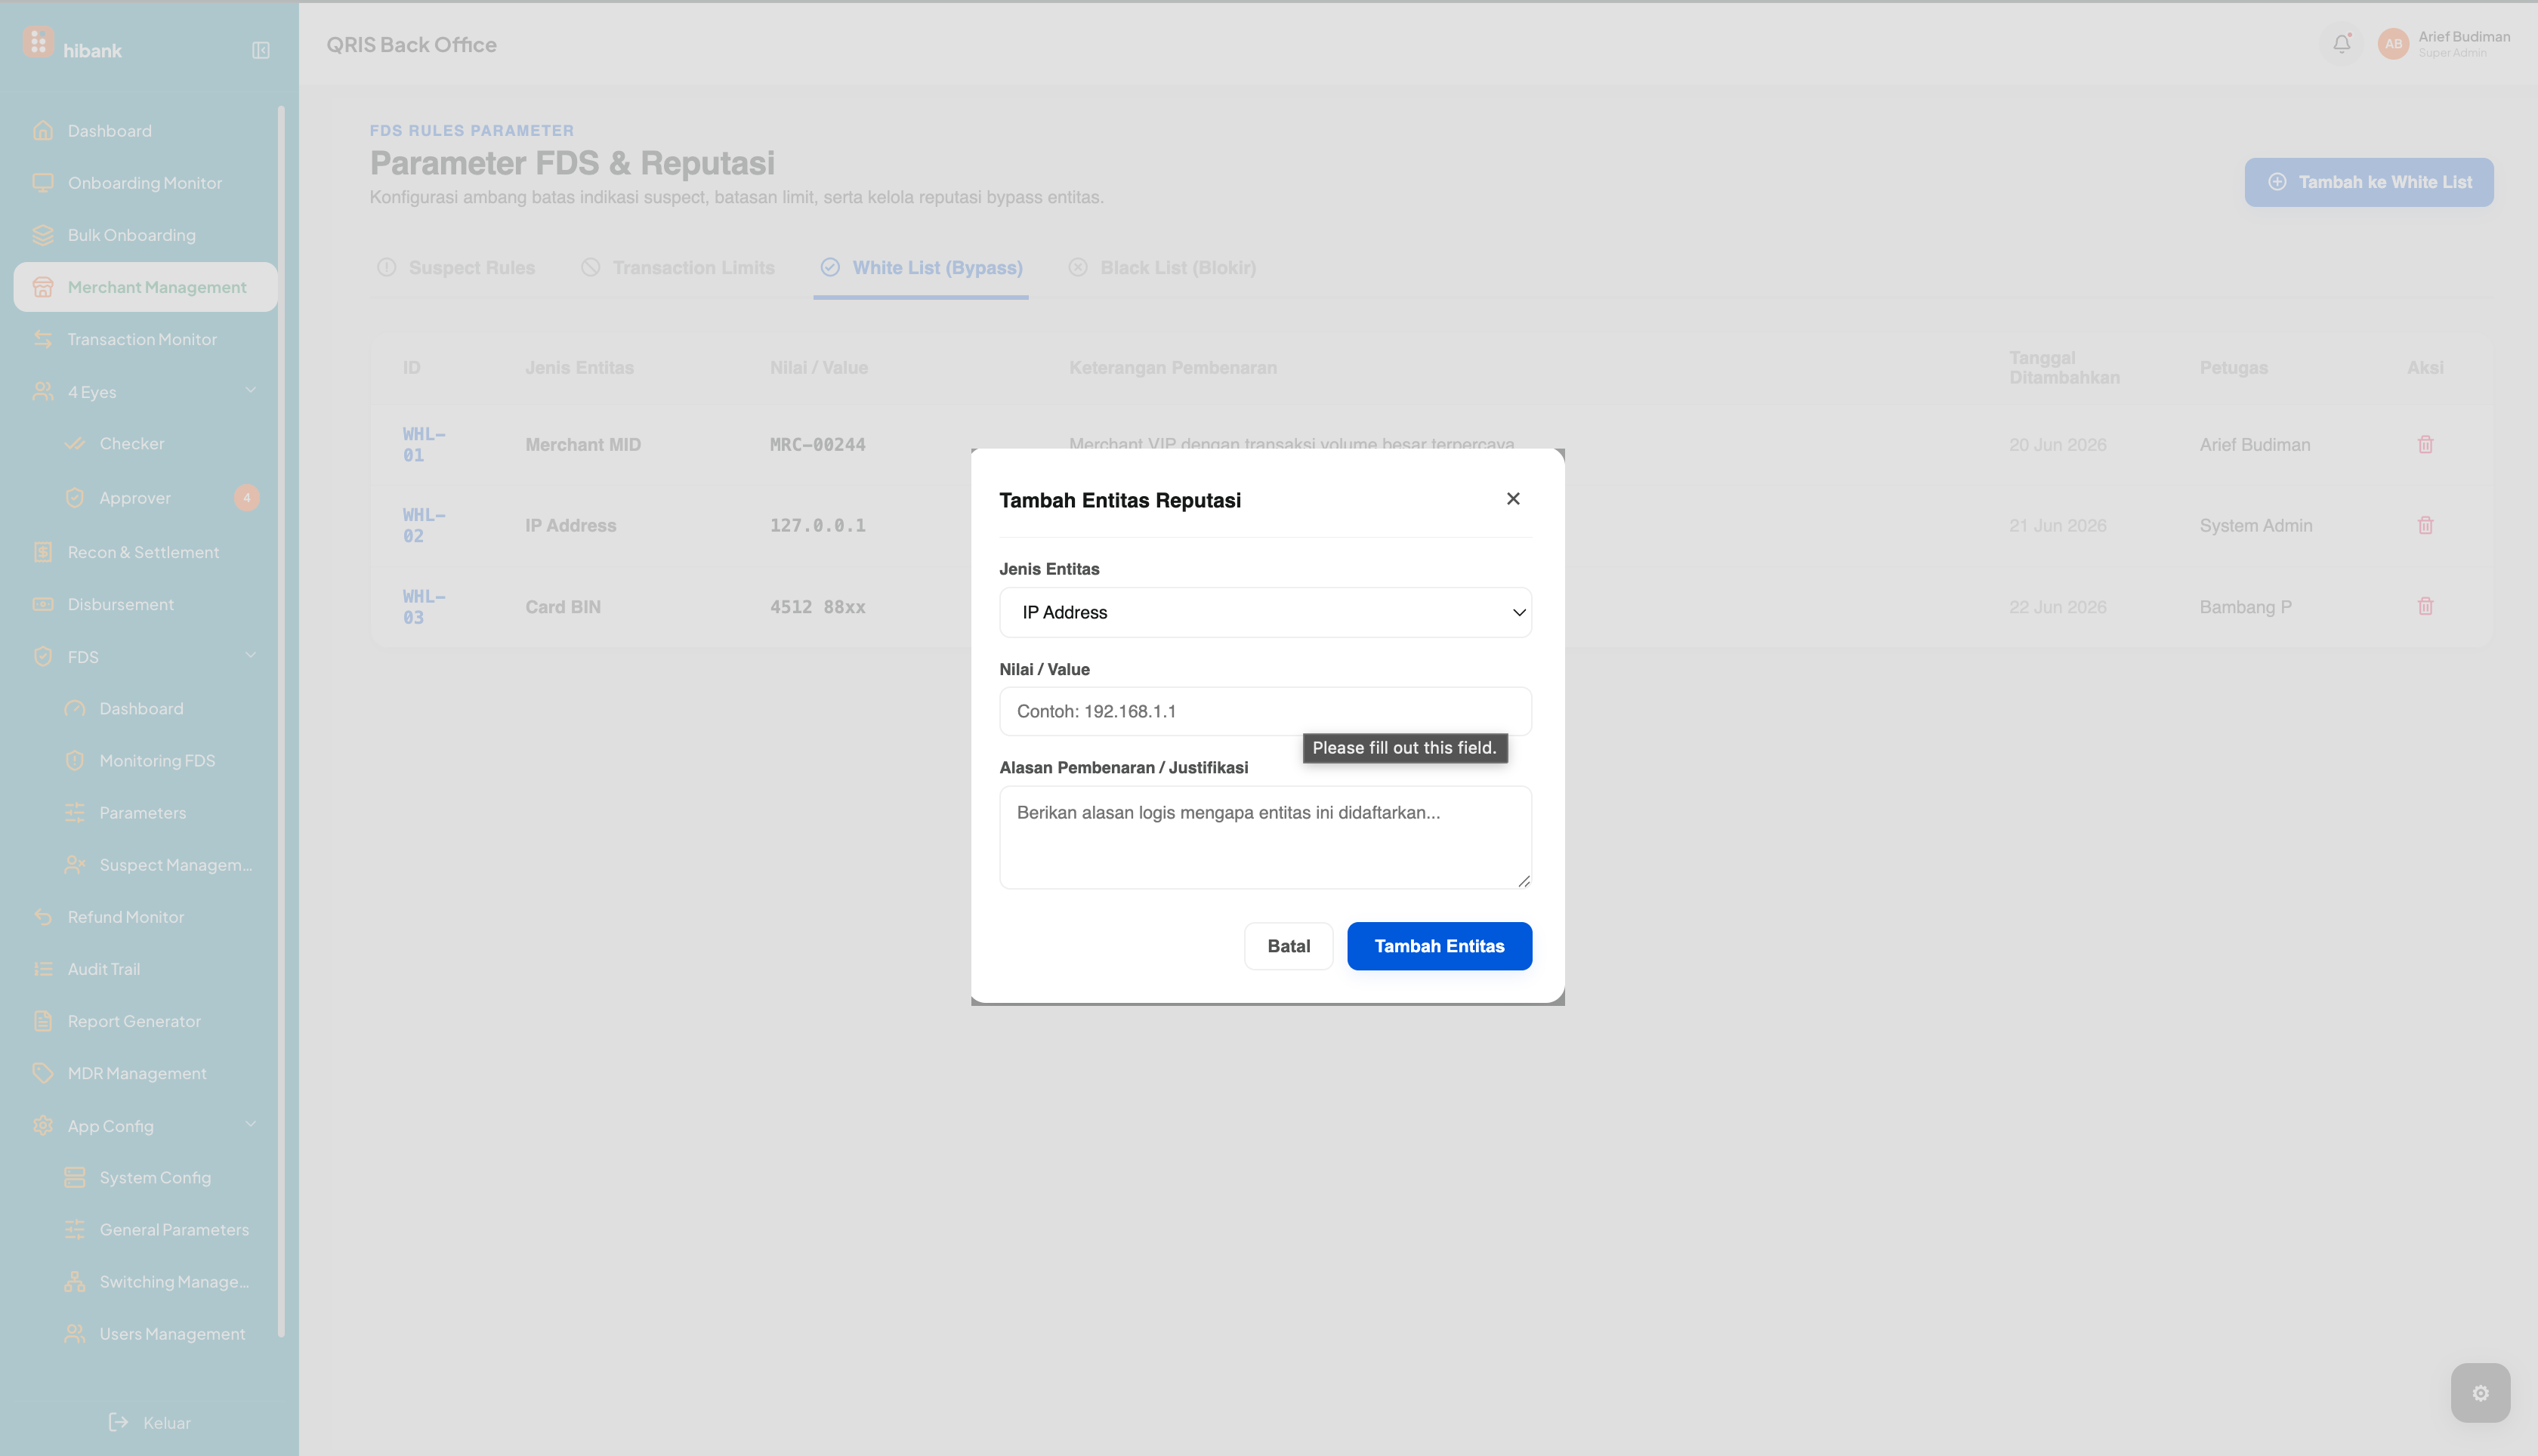 hibank
QRIS Back Office
AB
Arief Budiman
Super Admin
Dashboard
Onboarding Monitor
Bulk Onboarding
Merchant Management
Transaction Monitor
4 Eyes
Checker
Approver
4
Recon & Settlement
Disbursement
FDS
Dashboard
Monitoring FDS
Parameters
Suspect Managem...
Refund Monitor
Audit Trail
Report Generator
MDR Management
App Config
System Config
General Parameters
Switching Manage...
Users Management
Keluar
FDS RULES PARAMETER
Parameter FDS & Reputasi
Konfigurasi ambang batas indikasi suspect, batasan limit, serta kelola reputasi bypass entitas.
Tambah ke White List
Suspect Rules
Transaction Limits
White List (Bypass)
Black List (Blokir)
ID
Jenis Entitas
Nilai / Value
Keterangan Pembenaran
Tanggal
Ditambahkan
Petugas
Aksi
WHL-
01
Merchant MID
MRC-00244
Merchant VIP dengan transaksi volume besar terpercaya
20 Jun 2026
Arief Budiman
WHL-
02
IP Address
127.0.0.1
21 Jun 2026
System Admin
WHL-
03
Card BIN
4512 88xx
22 Jun 2026
Bambang P
Tambah Entitas Reputasi
Jenis Entitas
IP Address
Nilai / Value
Contoh: 192.168.1.1
Please fill out this field.
Alasan Pembenaran / Justifikasi
Berikan alasan logis mengapa entitas ini didaftarkan...
Batal
Tambah Entitas